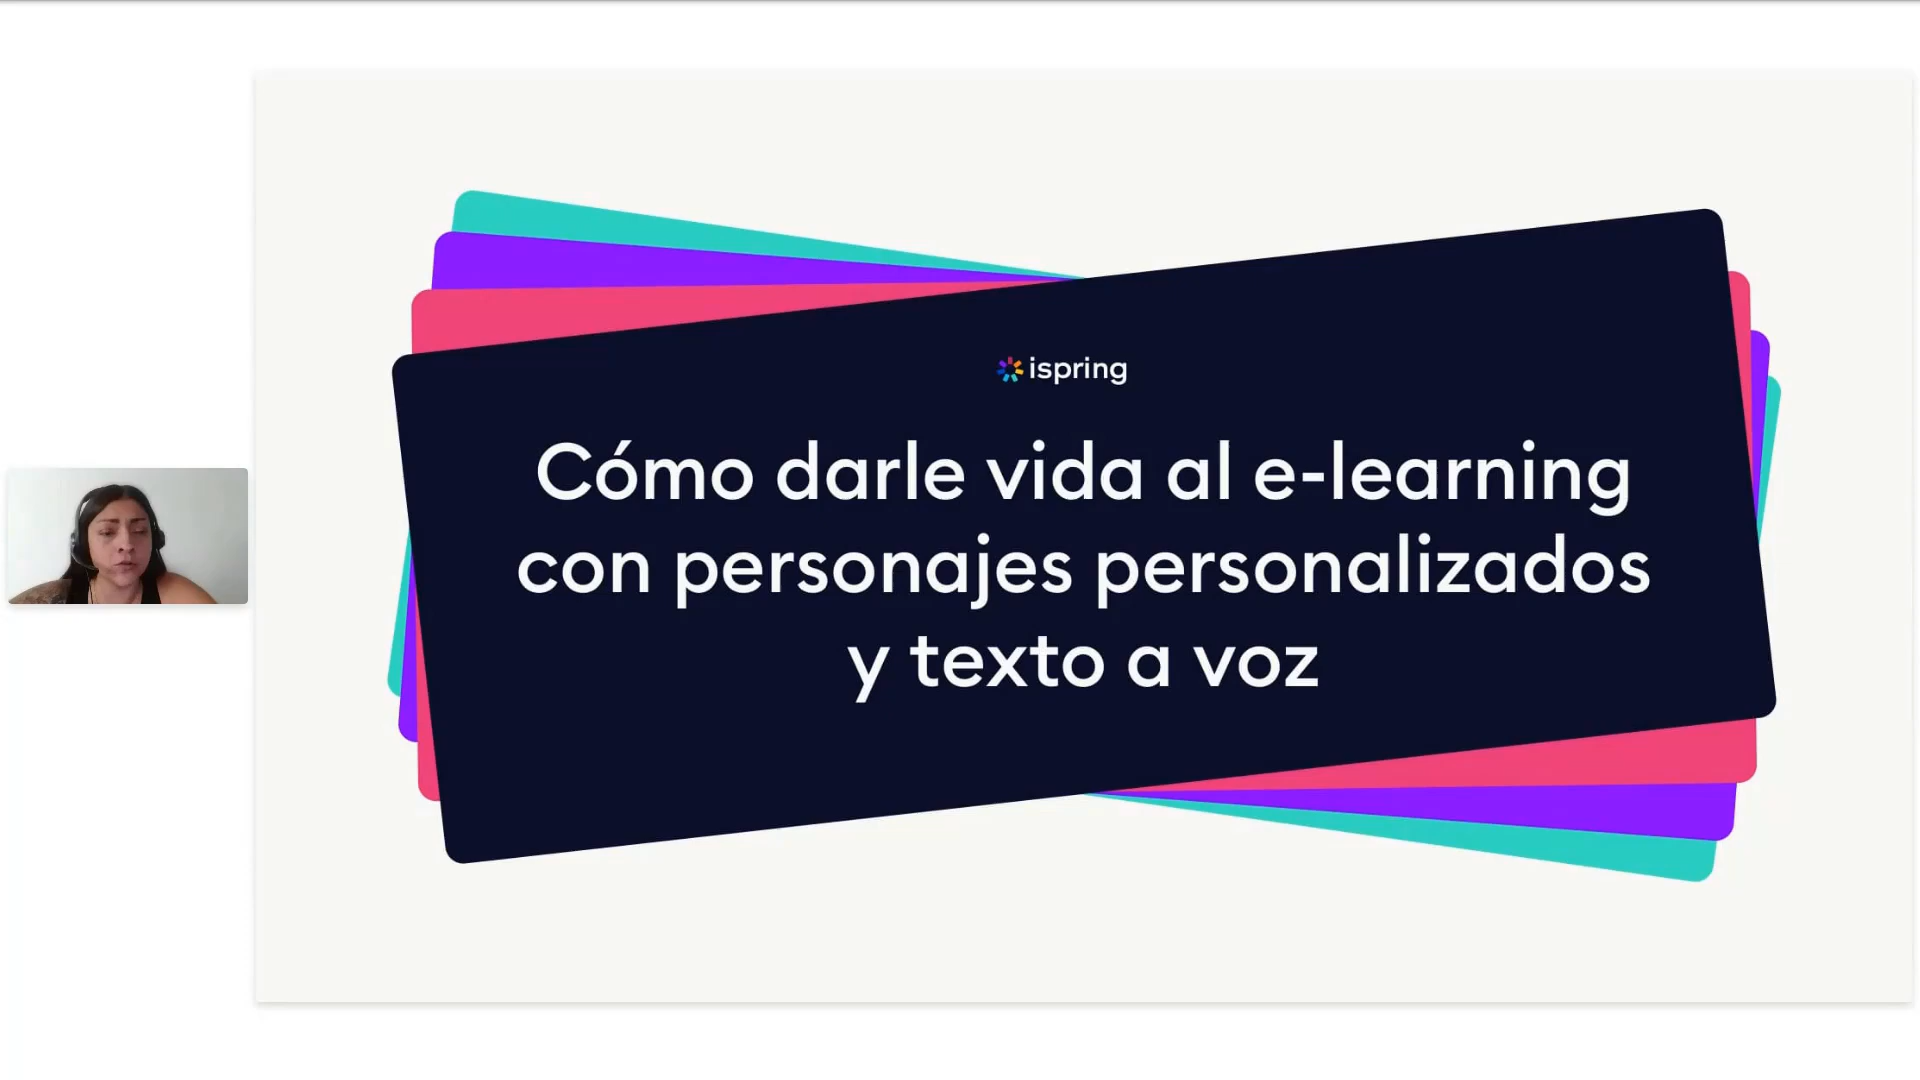 ispring
Cómo darle vida al e-learning
con personajes personalizados
y texto a voz